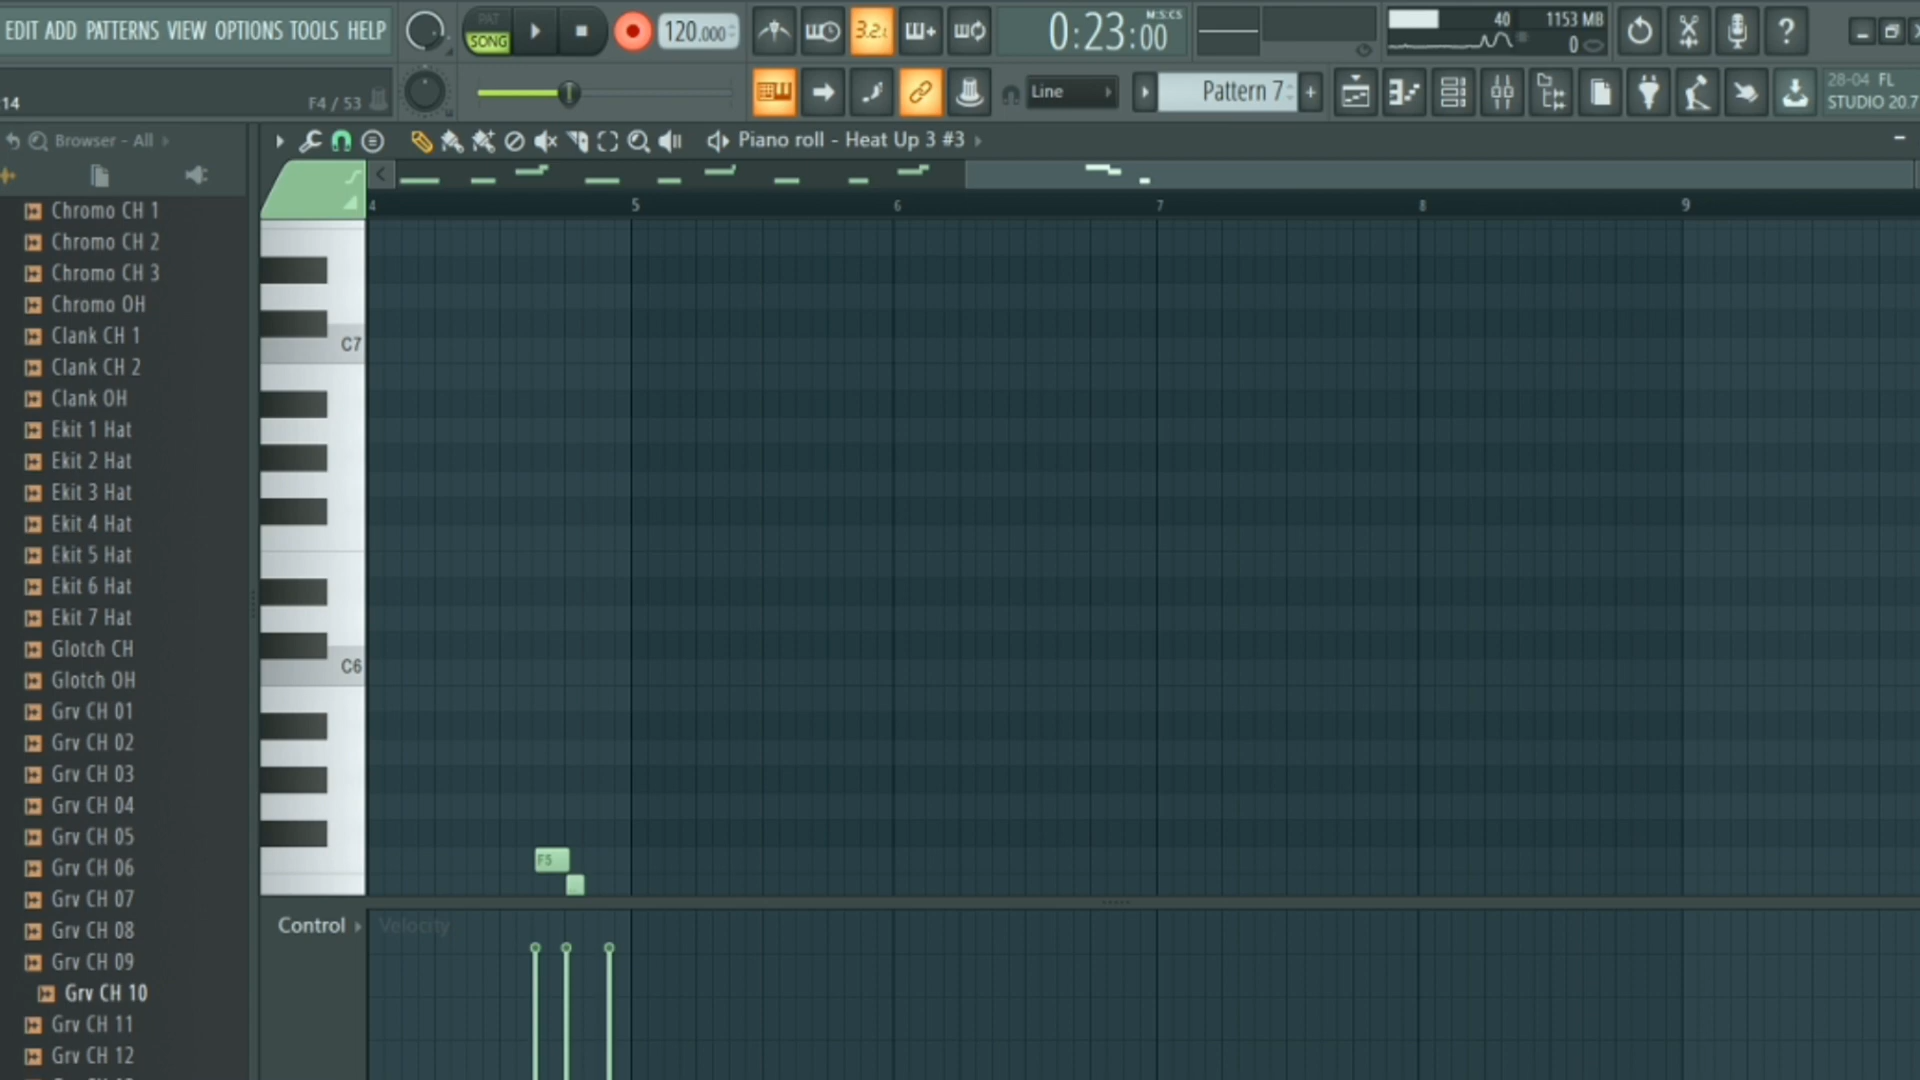 EDIT ADD PATTERNS VIEW OPTIONS TOOLS HELP
PAT
SONG
120.000
3.2.
0:23:00
M:S:CS
40
1153 MB
0
?
:14
F4 / 53
Line
Pattern 7
+
28-04 FL
STUDIO 20.7
Browser - All
Piano roll - Heat Up 3 #3
4
5
6
7
8
9
Chromo CH 1
Chromo CH 2
Chromo CH 3
Chromo OH
Clank CH 1
Clank CH 2
Clank OH
Ekit 1 Hat
Ekit 2 Hat
Ekit 3 Hat
Ekit 4 Hat
Ekit 5 Hat
Ekit 6 Hat
Ekit 7 Hat
Glotch CH
Glotch OH
Grv CH 01
Grv CH 02
Grv CH 03
Grv CH 04
Grv CH 05
Grv CH 06
Grv CH 07
Grv CH 08
Grv CH 09
Grv CH 10
Grv CH 11
Grv CH 12
C7
C6
F5
Control
Velocity